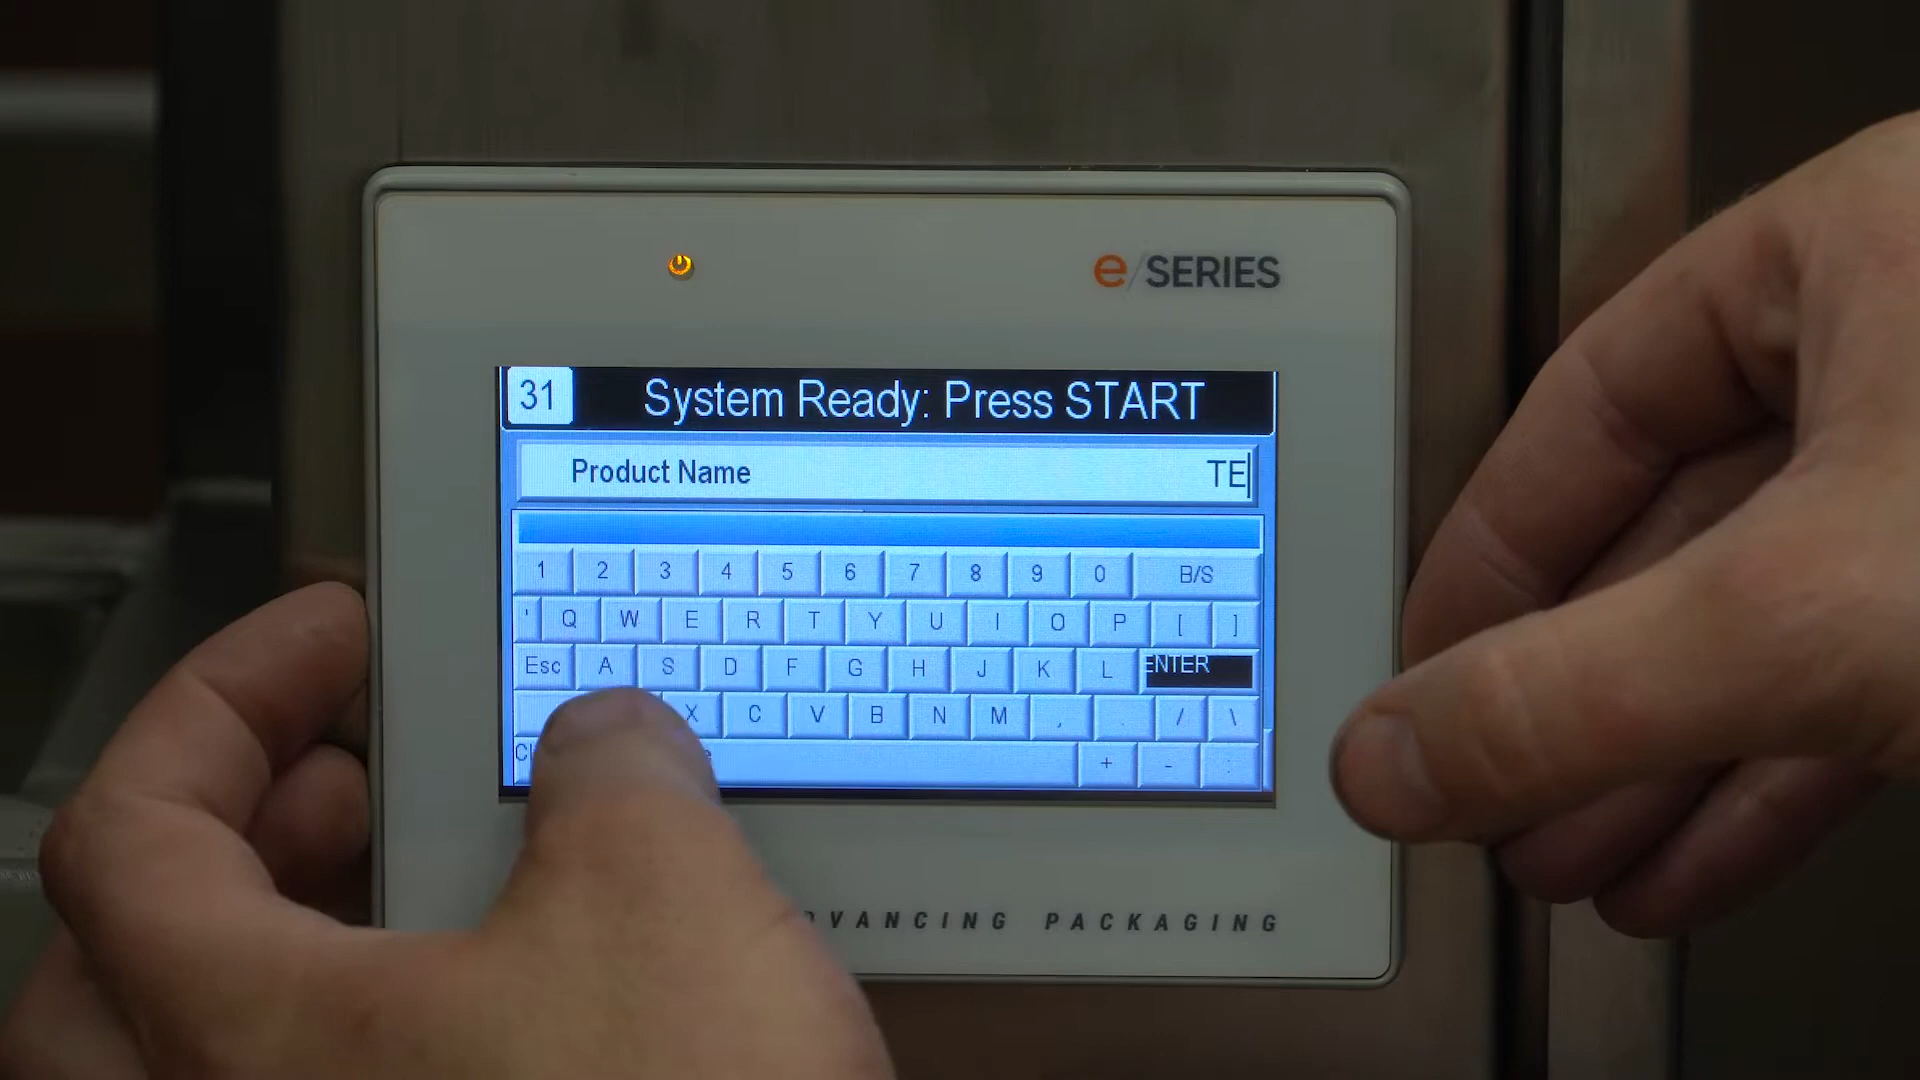 e/SERIES
31 System Ready: Press START
Product Name TE
1 2 3 4 5 6 7 8 9 0 B/S
' Q W E R T Y U I O P [ ]
Esc A S D F G H J K L ENTER
X C V B N M , . / \
+ - :
ADVANCING PACKAGING